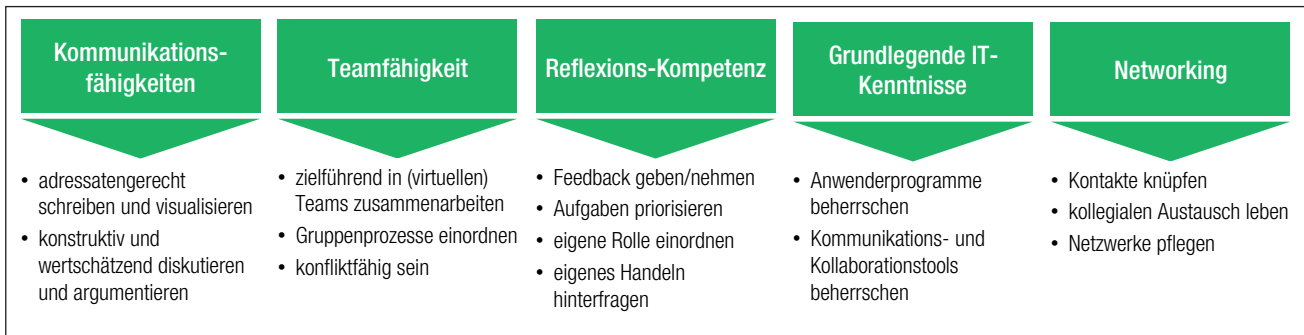 Kommunikations-
fähigkeiten
• adressatengerecht
schreiben und visualisieren
• konstruktiv und
wertschätzend diskutieren
und argumentieren
Teamfähigkeit
• zielführend in (virtuellen)
Teams zusammenarbeiten
• Gruppenprozesse einordnen
• konfliktfähig sein
Reflexions-Kompetenz
• Feedback geben/nehmen
• Aufgaben priorisieren
• eigene Rolle einordnen
• eigenes Handeln
hinterfragen
Grundlegende IT-
Kenntnisse
• Anwenderprogramme
beherrschen
• Kommunikations- und
Kollaborationstools
beherrschen
Networking
• Kontakte knüpfen
• kollegialen Austausch leben
• Netzwerke pflegen